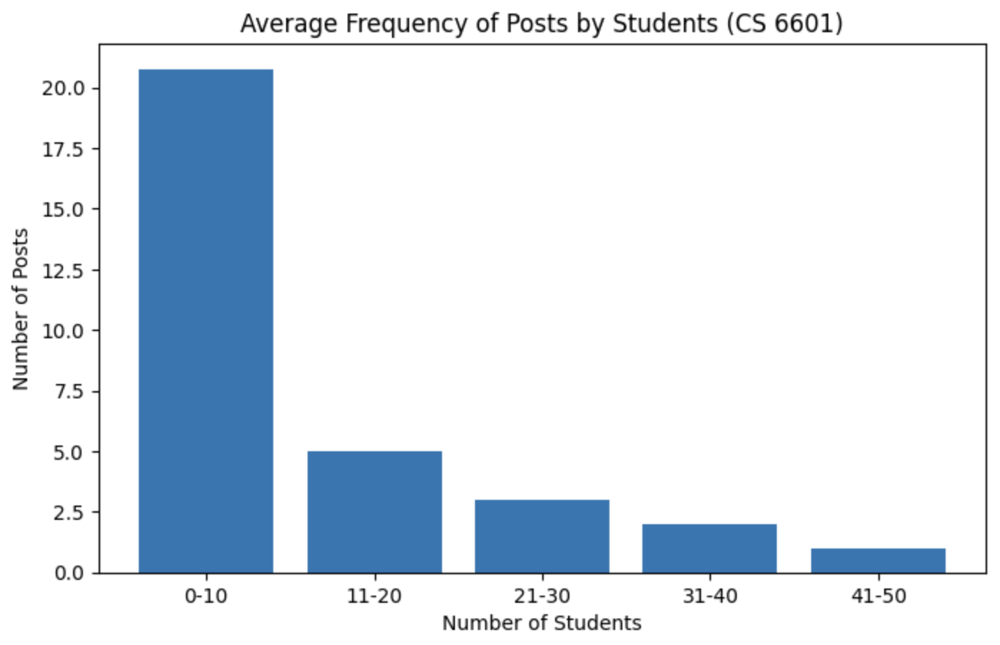 Average Frequency of Posts by Students (CS 6601)
Number of Posts
20.0
17.5
15.0
12.5
10.0
7.5
5.0
2.5
0.0
0-10 11-20 21-30 31-40 41-50
Number of Students